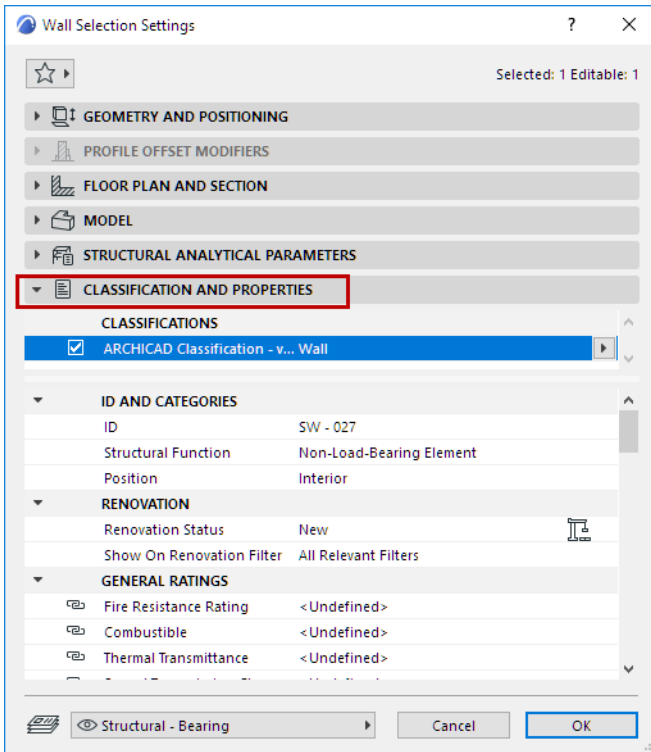 Wall Selection Settings
?
Selected: 1 Editable: 1
GEOMETRY AND POSITIONING
PROFILE OFFSET MODIFIERS
FLOOR PLAN AND SECTION
MODEL
STRUCTURAL ANALYTICAL PARAMETERS
CLASSIFICATION AND PROPERTIES
CLASSIFICATIONS
ARCHICAD Classification - v... Wall
ID AND CATEGORIES
ID SW - 027
Structural Function Non-Load-Bearing Element
Position Interior
RENOVATION
Renovation Status New
Show On Renovation Filter All Relevant Filters
GENERAL RATINGS
Fire Resistance Rating <Undefined>
Combustible <Undefined>
Thermal Transmittance <Undefined>
Structural - Bearing Cancel OK